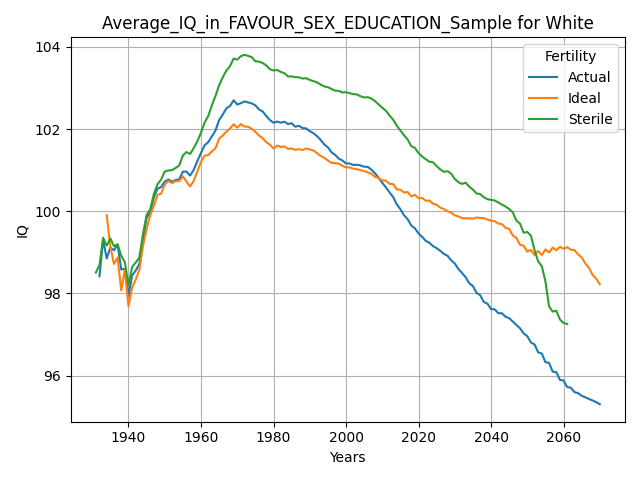 Average_IQ_in_FAVOUR_SEX_EDUCATION_Sample for White
Fertility
Actual
Ideal
Sterile
104
102
100
98
96
IQ
1940 1960 1980 2000 2020 2040 2060
Years